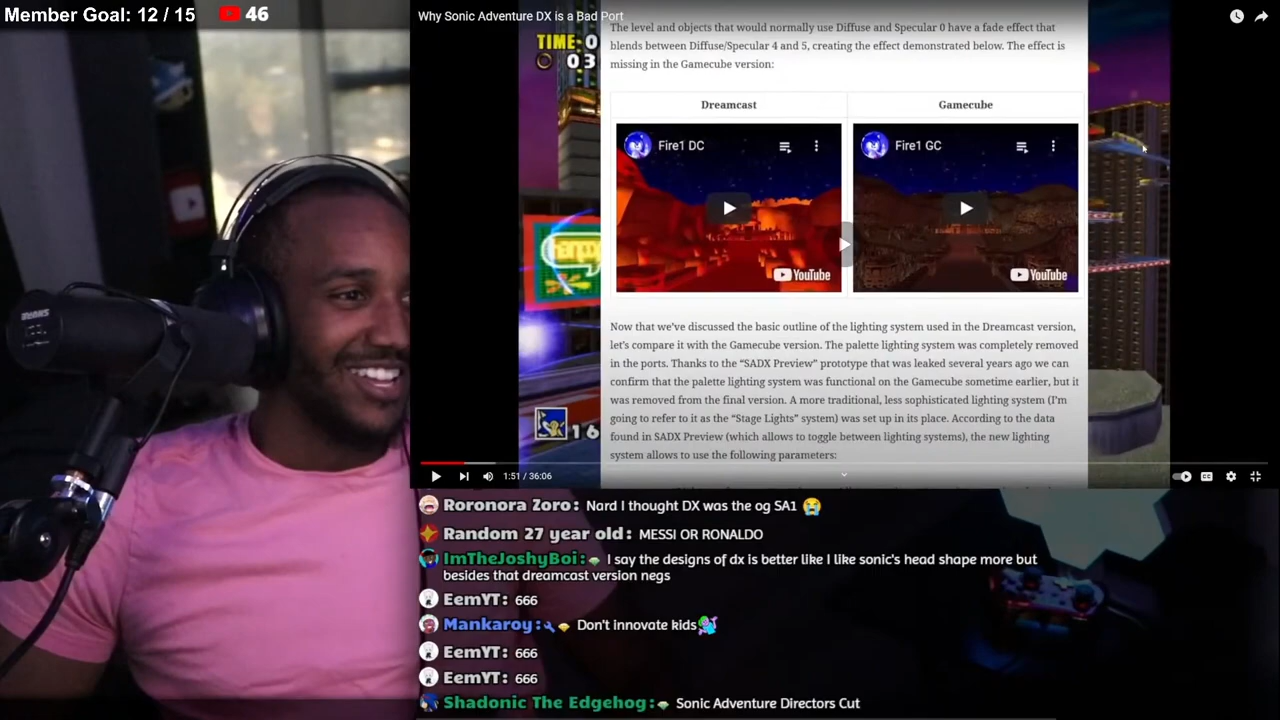 Member Goal: 12 / 15
46
Why Sonic Adventure DX is a Bad Port
TIME 0
03
The level and objects that would normally use Diffuse and Specular 0 have a fade effect that
blends between Diffuse/Specular 4 and 5, creating the effect demonstrated below. The effect is
missing in the Gamecube version:
Dreamcast
Gamecube
Fire1 DC
Fire1 GC
YouTube
YouTube
Now that we've discussed the basic outline of the lighting system used in the Dreamcast version,
let's compare it with the Gamecube version. The palette lighting system was completely removed
in the ports. Thanks to the “SADX Preview” prototype that was leaked several years ago we can
confirm that the palette lighting system was functional on the Gamecube sometime earlier, but it
was removed from the final version. A more traditional, less sophisticated lighting system (I'm
going to refer to it as the “Stage Lights” system) was set up in its place. According to the data
found in SADX Preview (which allows to toggle between lighting systems), the new lighting
system allows to use the following parameters:
16
1:51 / 36:06
Roronora Zoro: Nard I thought DX was the og SA1 😭
Random 27 year old: MESSI OR RONALDO
ImTheJoshyBoi: I say the designs of dx is better like I like sonic's head shape more but
besides that dreamcast version negs
EemYT: 666
Mankaroy: Don't innovate kids
EemYT: 666
EemYT: 666
Shadonic The Edgehog: Sonic Adventure Directors Cut